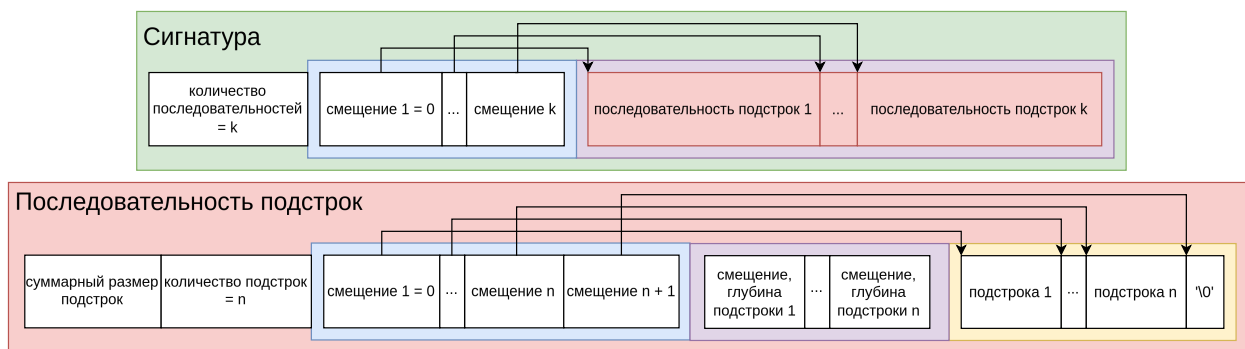 Сигнатура
количество
последовательностей
= k
смещение 1 = 0
...
смещение k
последовательность подстрок 1
...
последовательность подстрок k
Последовательность подстрок
суммарный размер
подстрок
количество подстрок
= n
смещение 1 = 0
...
смещение n
смещение n + 1
смещение,
глубина
подстроки 1
...
смещение,
глубина
подстроки n
подстрока 1
...
подстрока n
'\0'